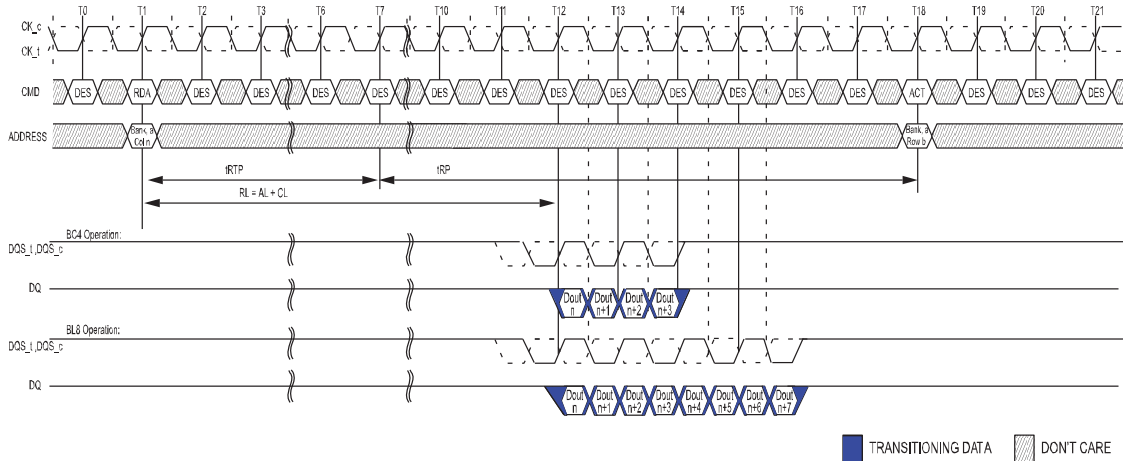 T0 T1 T2 T3 T6 T7 T10 T11 T12 T13 T14 T15 T16 T17 T18 T19 T20 T21
CK_c
CK_t
CMD DES RDA DES DES DES DES DES DES DES DES DES DES DES DES ACT DES DES DES
ADDRESS Bank, a Col n Bank, a Row b
tRTP tRP
RL = AL + CL
BC4 Operation:
DQS_t ,DQS_c
DQ Dout n Dout n+1 Dout n+2 Dout n+3
BL8 Operation:
DQS_t ,DQS_c
DQ Dout n Dout n+1 Dout n+2 Dout n+3 Dout n+4 Dout n+5 Dout n+6 Dout n+7
TRANSITIONING DATA DON'T CARE